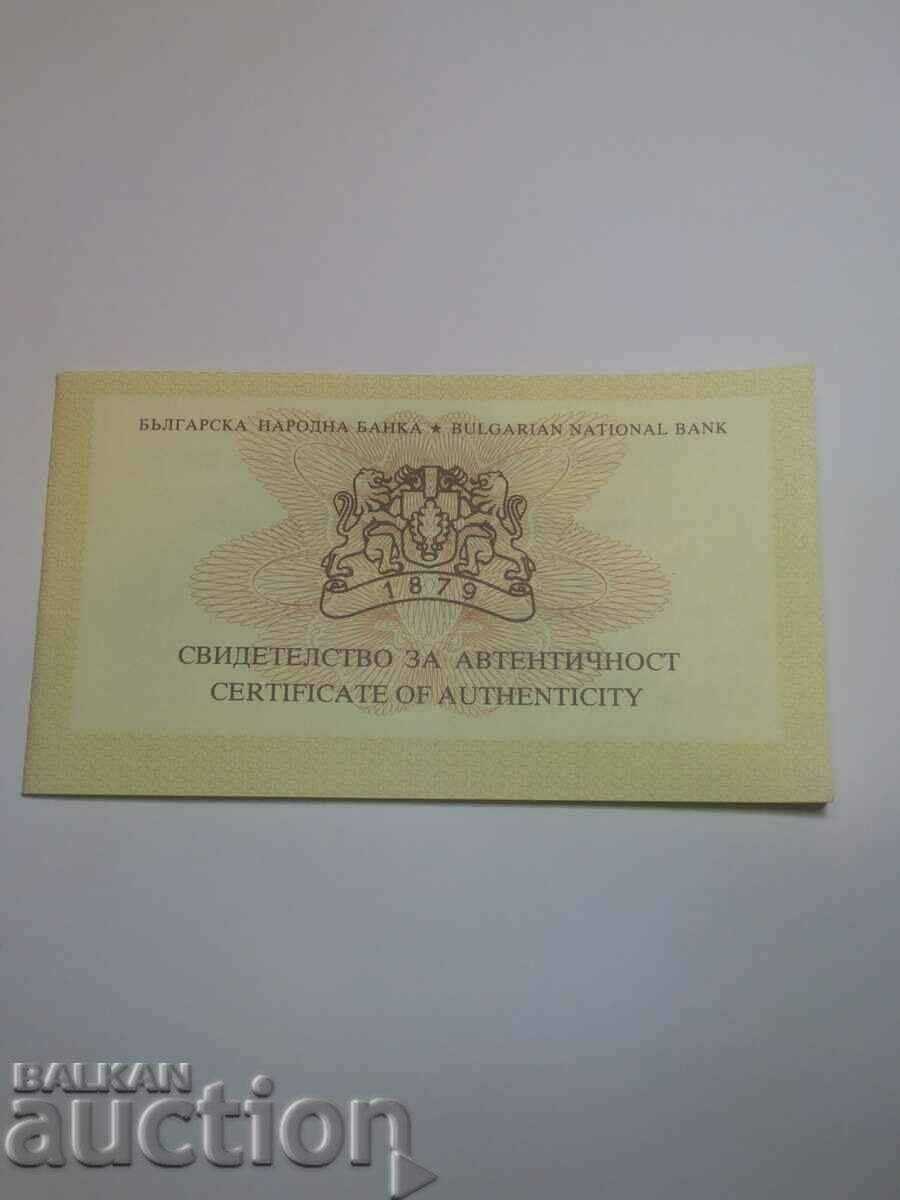 БЪЛГАРСКА НАРОДНА БАНКА ★ BULGARIAN NATIONAL BANK
1879
СВИДЕТЕЛСТВО ЗА АВТЕНТИЧНОСТ
CERTIFICATE OF AUTHENTICITY
BALKAN
auction